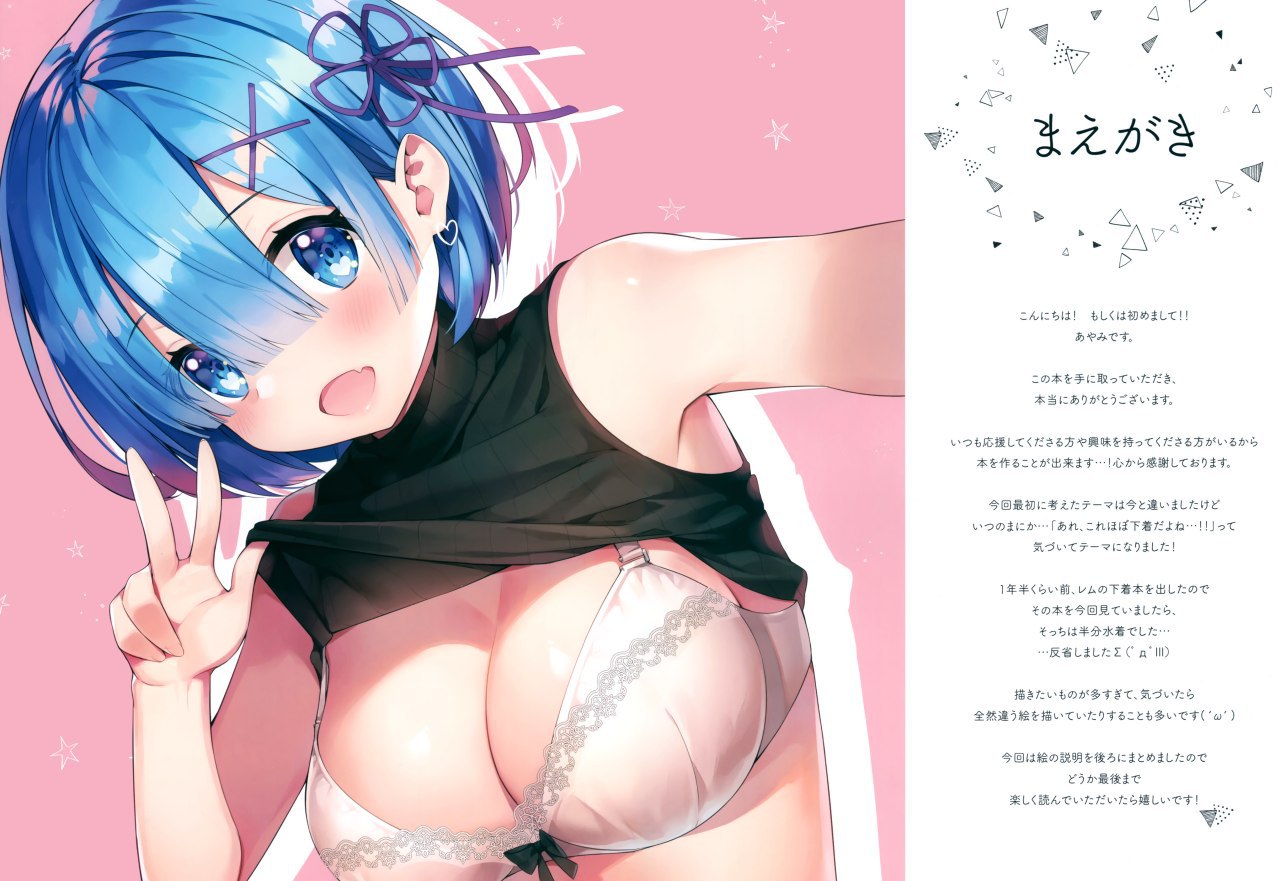 まえがき
こんにちは！　もしくは初めまして！！
あやみです。
この本を手に取っていただき、
本当にありがとうございます。
いつも応援してくださる方や興味を持ってくださる方がいるから
本を作ることが出来ます…！心から感謝しております。
今回最初に考えたテーマは今と違いましたけど
いつのまにか…「あれ、これほぼ下着だよね…！！」って
気づいてテーマになりました！
1年半くらい前、レムの下着本を出したので
その本を今回見ていましたら、
そっちは半分水着でした…
…反省しましたΣ(ﾟдﾟlll)
描きたいものが多すぎて、気づいたら
全然違う絵を描いていたりすることも多いです(´ω`)
今回は絵の説明を後ろにまとめましたので
どうか最後まで
楽しく読んでいただいたら嬉しいです！